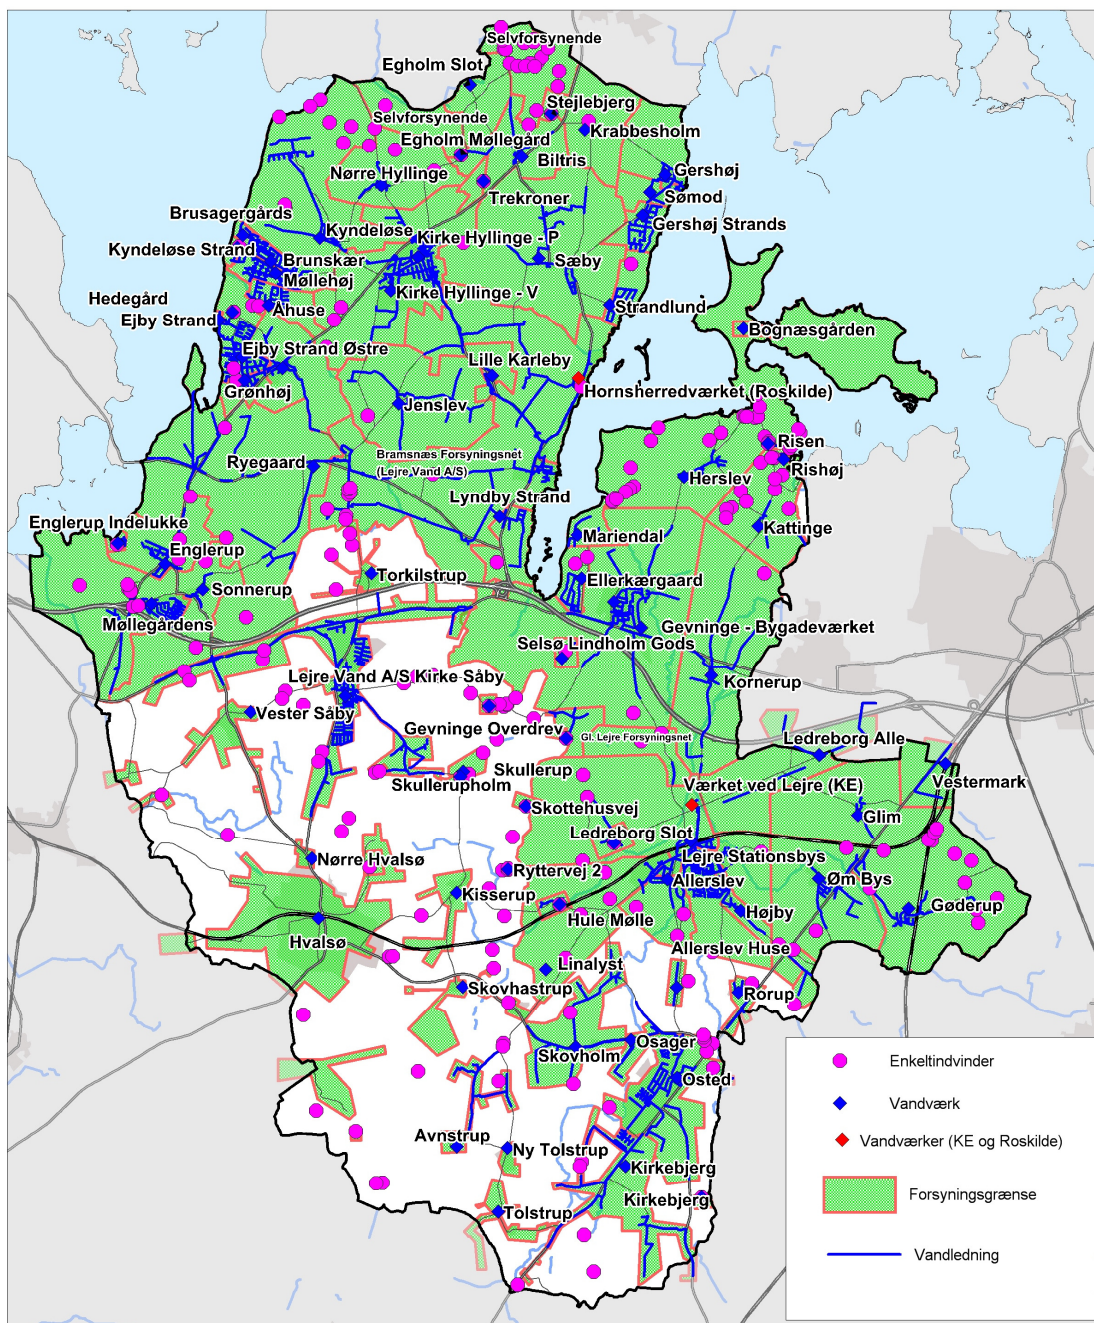 Selvforsynende
Egholm Slot
Stejlebjerg
Selvforsynende
Krabbesholm
Egholm Møllegård
Biltris
Nørre Hyllinge
Gershøj
Trekroner
Sømod
Brusagergårds
Gershøj Strands
Kyndeløse
Kirke Hyllinge - P
Kyndeløse Strand
Brunskær
Sæby
Møllehøj
Kirke Hyllinge - V
Hedegård
Åhuse
Strandlund
Ejby Strand
Bognæsgården
Ejby Strand Østre
Lille Karleby
Grønhøj
Hornsherredværket (Roskilde)
Jenslev
Risen
Bramsnæs Forsyningsnet
(Lejre Vand A/S)
Ryegaard
Rishøj
Herslev
Lyndby Strand
Englerup Indelukke
Kattinge
Mariendal
Englerup
Torkilstrup
Ellerkærgaard
Sonnerup
Møllegårdens
Gevninge - Bygadeværket
Selsø Lindholm Gods
Lejre Vand A/S Kirke Såby
Kornerup
Vester Såby
Gevninge Overdrev
Gl. Lejre Forsyningsnet
Ledreborg Alle
Skullerup
Vestermark
Skullerupholm
Værket ved Lejre (KE)
Skottehusvej
Glim
Ledreborg Slot
Lejre Stationsbys
Nørre Hvalsø
Ryttervej 2
Allerslev
Øm Bys
Kisserup
Højby
Gøderup
Hule Mølle
Hvalsø
Allerslev Huse
Linalyst
Skovhastrup
Rorup
Osager
Skovholm
Osted
Avnstrup
Ny Tolstrup
Kirkebjerg
Kirkebjerg
Tolstrup
Enkeltindvinder
Vandværk
Vandværker (KE og Roskilde)
Forsyningsgrænse
Vandledning